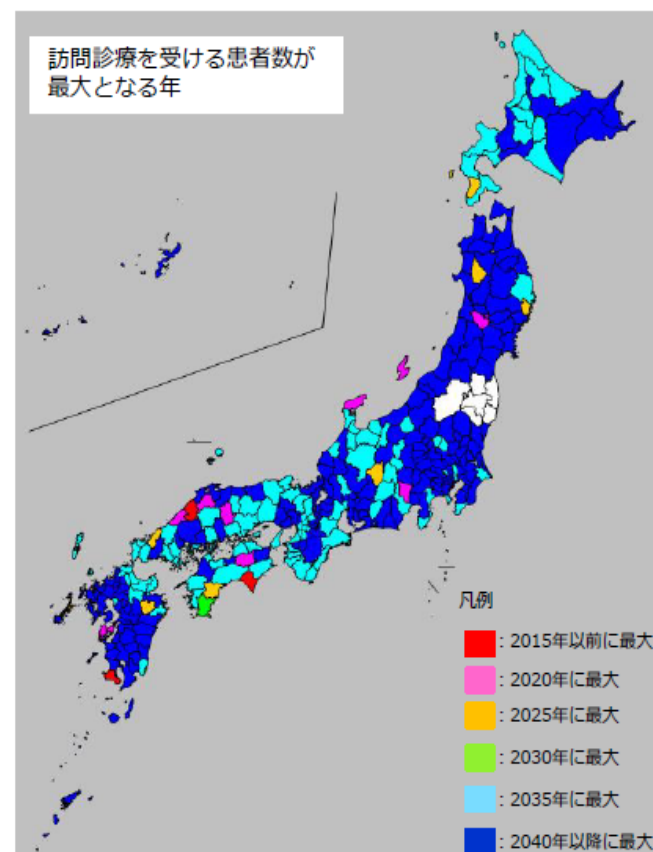 訪問診療を受ける患者数が
最大となる年
凡例
：2015年以前に最大
：2020年に最大
：2025年に最大
：2030年に最大
：2035年に最大
：2040年以降に最大